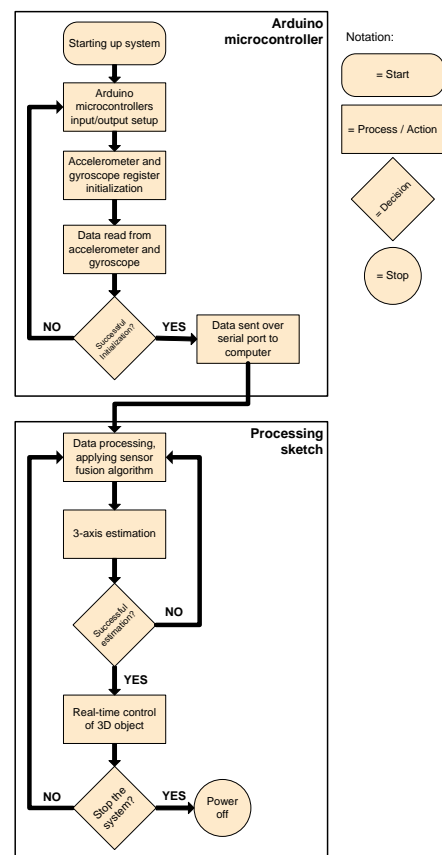 Arduino
microcontroller
Starting up system
Arduino
microcontrollers
input/output setup
Accelerometer and
gyroscope register
initialization
Data read from
accelerometer and
gyroscope
Successful
Initialization?
NO
YES
Data sent over
serial port to
computer
Notation:
= Start
= Process / Action
= Decision
= Stop
Processing
sketch
Data processing,
applying sensor
fusion algorithm
3-axis estimation
Successful
estimation?
NO
YES
Real-time control
of 3D object
Stop the
system?
NO
YES
Power
off